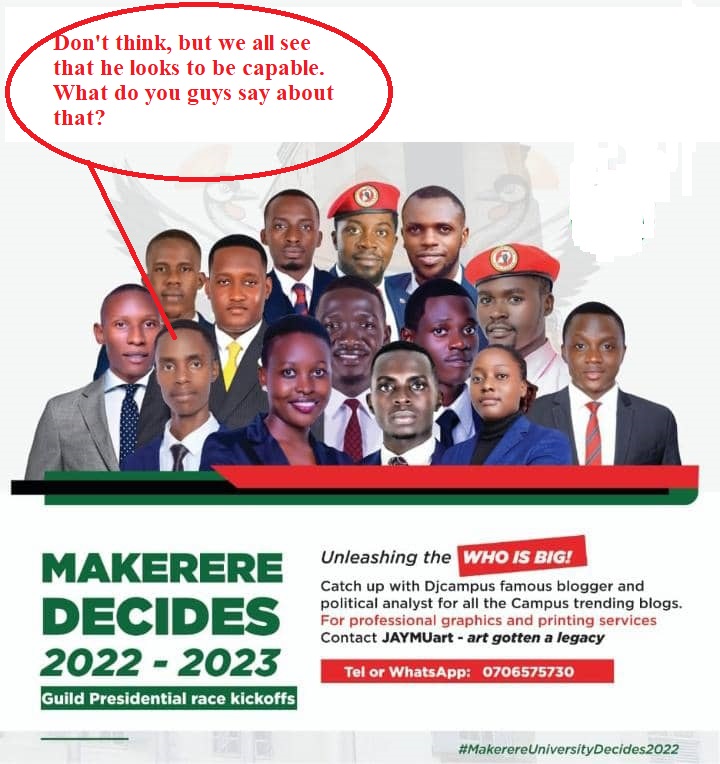 Don't think, but we all see
that he looks to be capable.
What do you guys say about
that?
MAKERERE
DECIDES
2022 - 2023
Guild Presidential race kickoffs
Unleashing the WHO IS BIG!
Catch up with Djcampus famous blogger and
political analyst for all the Campus trending blogs.
For professional graphics and printing services
Contact JAYMUart - art gotten a legacy
Tel or WhatsApp: 0706575730
#MakerereUniversityDecides2022